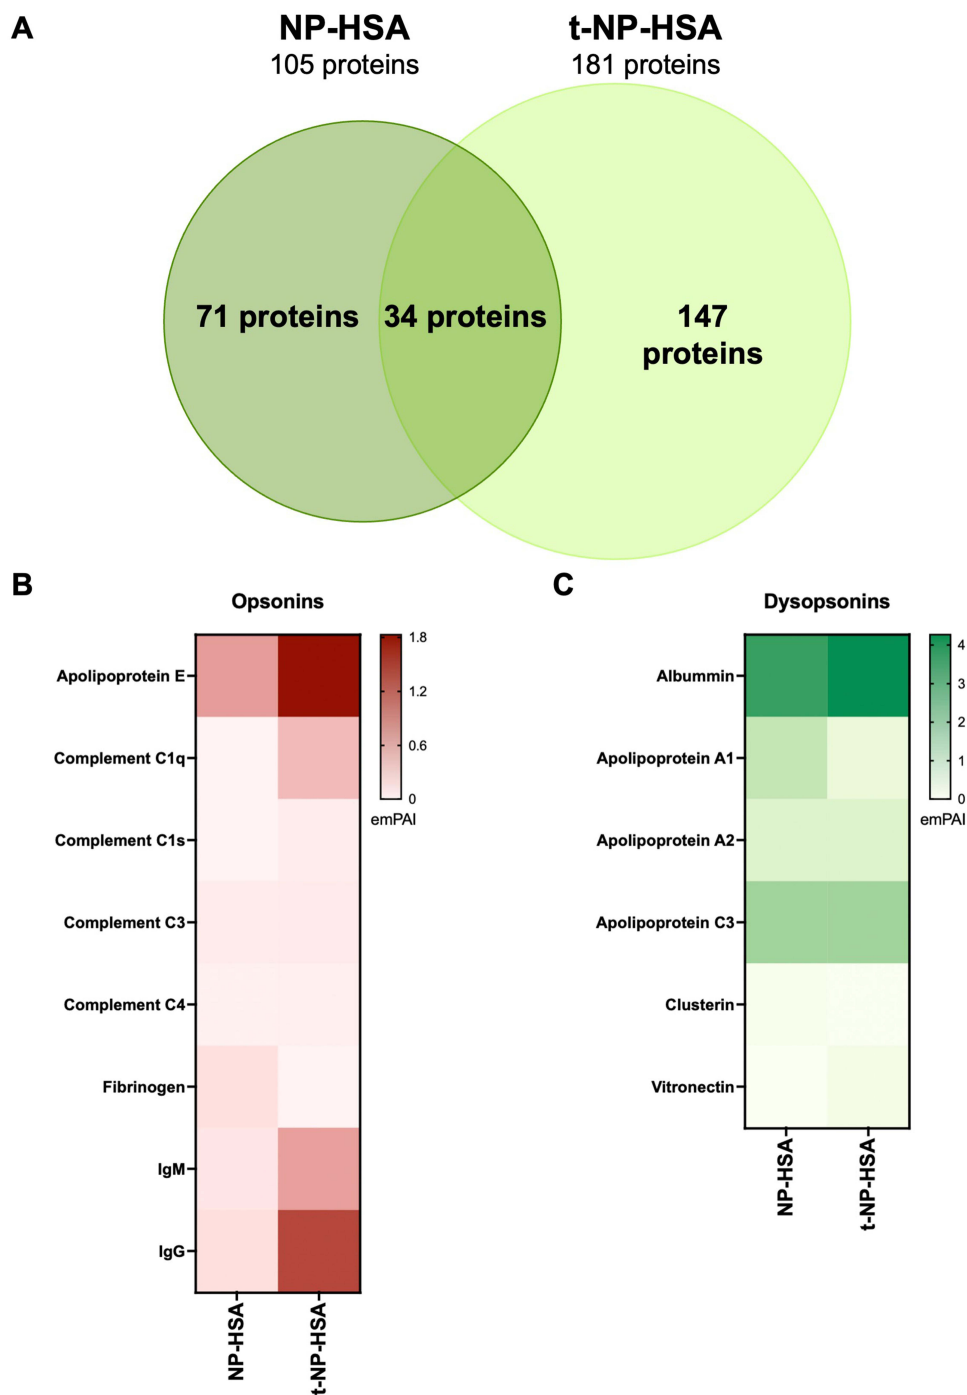 A
NP-HSA
105 proteins
t-NP-HSA
181 proteins
71 proteins
34 proteins
147
proteins
B
Opsonins
Apolipoprotein E
Complement C1q
Complement C1s
Complement C3
Complement C4
Fibrinogen
IgM
IgG
NP-HSA
t-NP-HSA
1.8
1.2
0.6
0
emPAI
C
Dysopsonins
Albummin
Apolipoprotein A1
Apolipoprotein A2
Apolipoprotein C3
Clusterin
Vitronectin
NP-HSA
t-NP-HSA
4
3
2
1
0
emPAI